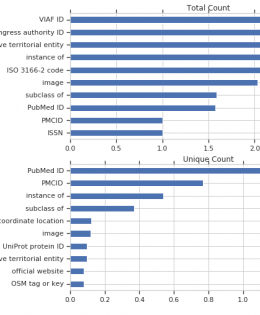 Total Count
VIAF ID
ngress authority ID
ve territorial entity
instance of
ISO 3166-2 code
image
subclass of
PubMed ID
PMCID
ISSN
0.0 0.5 1.0 1.5 2.0
Unique Count
PubMed ID
PMCID
instance of
subclass of
oordinate location
image
UniProt protein ID
ve territorial entity
official website
OSM tag or key
0.0 0.2 0.4 0.6 0.8 1.0